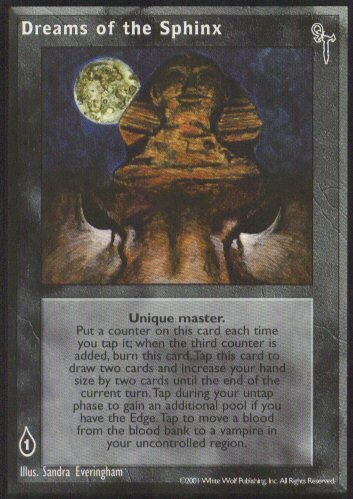 Dreams of the Sphinx
Unique master.
Put a counter on this card each time
you tap it; when the third counter is
added, burn this card. Tap this card to
draw two cards and increase your hand
size by two cards until the end of the
current turn. Tap during your untap
phase to gain an additional pool if you
have the Edge. Tap to move a blood
from the blood bank to a vampire in
your uncontrolled region.
1
Illus. Sandra Everingham
©2001 White Wolf Publishing, Inc. All Rights Reserved.